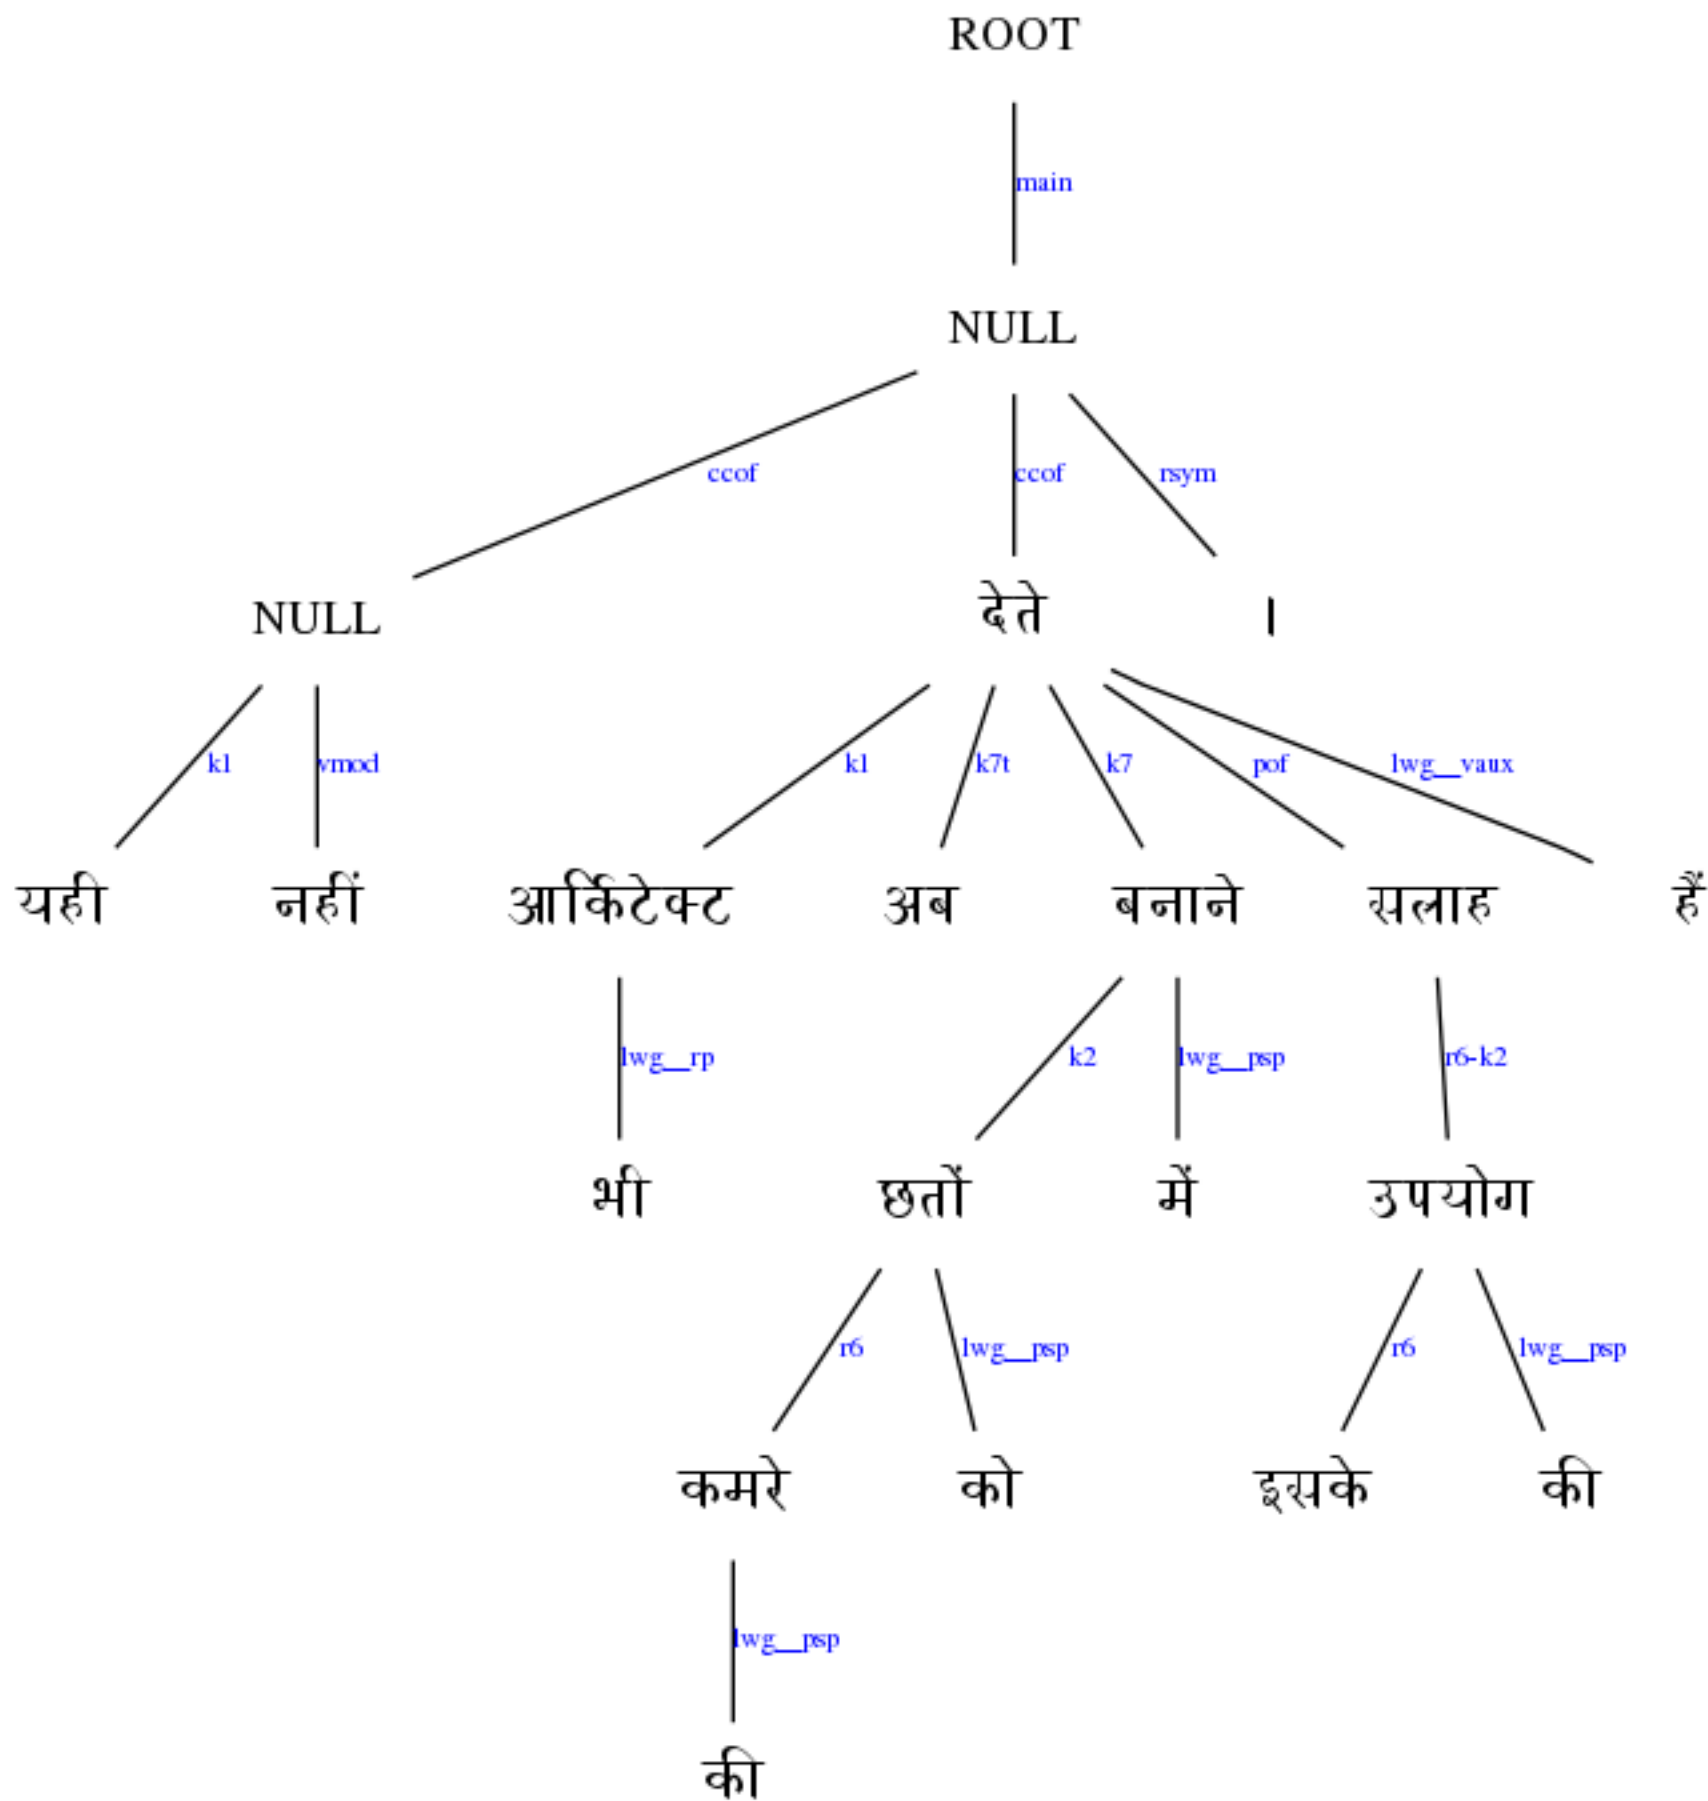 ROOT
main
NULL
ccof ccof rsym
NULL देते ।
k1 vmod k1 k7t k7 pof lwg__vaux
यही नहीं आर्किटेक्ट अब बनाने सलाह हैं
lwg__rp k2 lwg__psp r6-k2
भी छतों में उपयोग
r6 lwg__psp r6 lwg__psp
कमरे को इसके की
lwg__psp
की